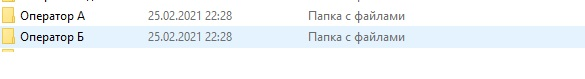 Оператор А 25.02.2021 22:28 Папка с файлами
Оператор Б 25.02.2021 22:28 Папка с файлами